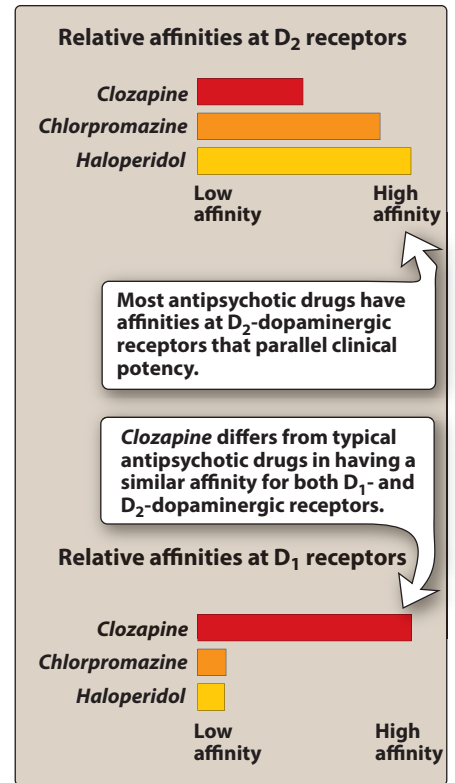 Relative affinities at D2 receptors
Clozapine
Chlorpromazine
Haloperidol
Low
affinity
High
affinity
Most antipsychotic drugs have
affinities at D2-dopaminergic
receptors that parallel clinical
potency.
Clozapine differs from typical
antipsychotic drugs in having a
similar affinity for both D1- and
D2-dopaminergic receptors.
Relative affinities at D1 receptors
Clozapine
Chlorpromazine
Haloperidol
Low
affinity
High
affinity